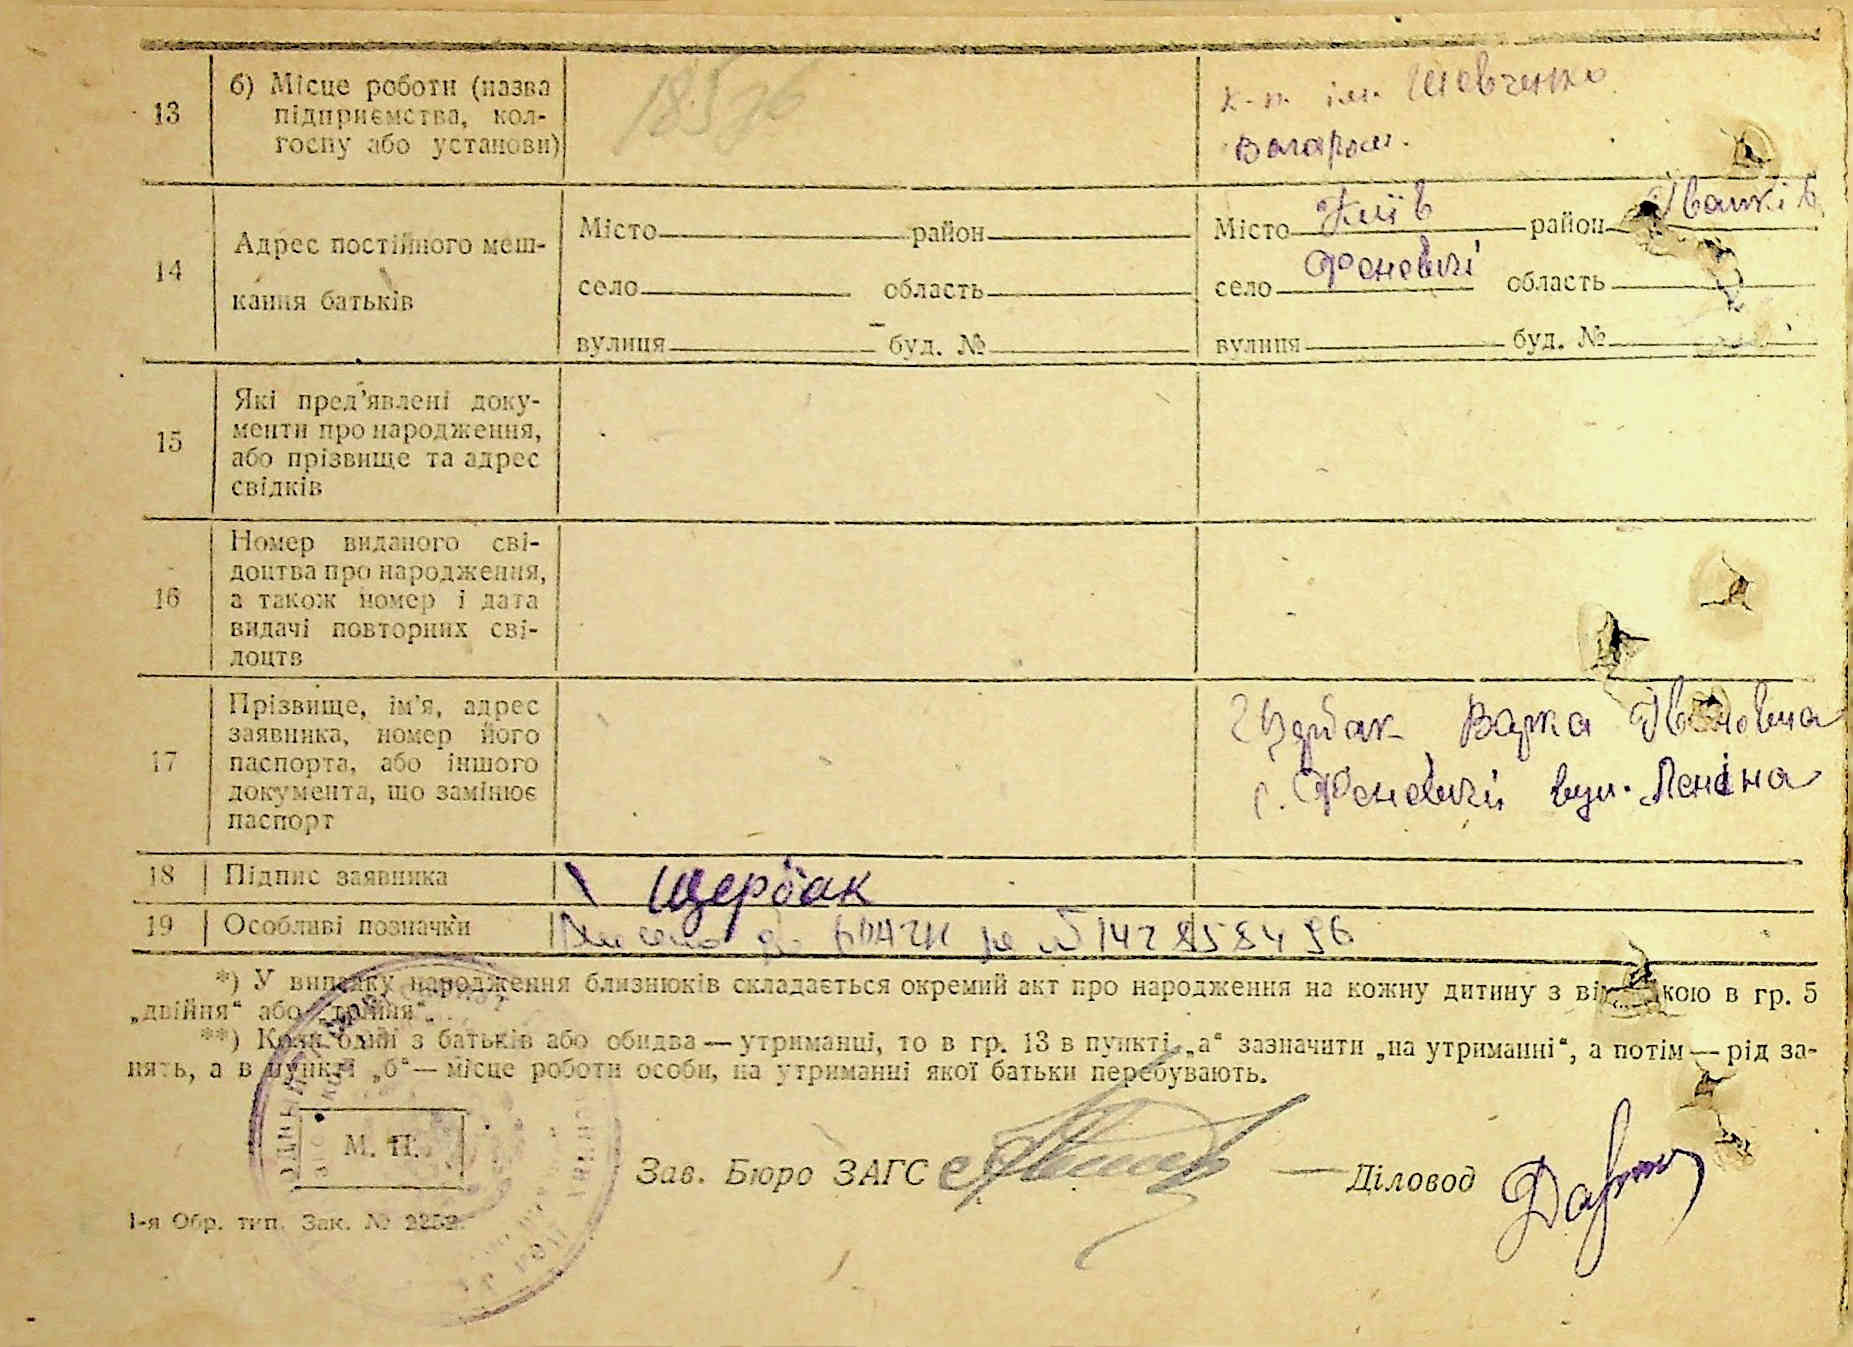 13
б) Місце роботи (назва
підприємства, кол-
госпу або установи)
к-п ім. Шевченко
14
Адрес постійного меш-
кання батьків
Місто район
село область
вулиця буд. №
Місто Київ район Іванків
село Феневичі область
вулиця буд. №
15
Які пред'явлені доку-
менти про народження,
або прізвище та адрес
свідків
16
Номер виданого сві-
доцтва про народження,
а також номер і дата
видачі повторних сві-
доцтв
17
Прізвище, ім'я, адрес
заявника, номер його
паспорта, або іншого
документа, що замінює
паспорт
Щербак Варка Івановна
с. Феневичі вул. Леніна
18 Підпис заявника Щербак
19 Особливі позначки
*) У випадку народження близнюків складається окремий акт про народження на кожну дитину з відміткою в гр. 5
„двійня“ або „трійня“.
**) Коли один з батьків або обидва — утриманці, то в гр. 13 в пункті „а“ зазначити „на утриманні“, а потім — рід за-
нять, а в пункті „б“ — місце роботи особи, на утриманні якої батьки перебувають.
М. П.
Зав. Бюро ЗАГС Діловод
1-я Обр. тип. Зак. № 2252.